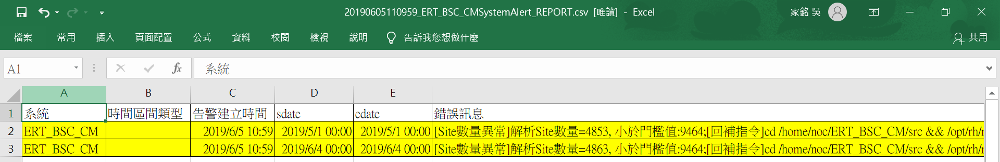 20190605110959_ERT_BSC_CMSystemAlert_REPORT.csv [唯讀] - Excel 家銘 吳
檔案 常用 插入 頁面配置 公式 資料 校閱 檢視 說明 告訴我您想做什麼 共用
A1 fx 系統
A B C D E
1 系統 時間區間類型 告警建立時間 sdate edate 錯誤訊息
2 ERT_BSC_CM 2019/6/5 10:59 2019/5/1 00:00 2019/5/1 00:00 [Site數量異常]解析Site數量=4853, 小於門檻值:9464;[回補指令]cd /home/noc/ERT_BSC_CM/src && /opt/rh/
3 ERT_BSC_CM 2019/6/5 10:59 2019/6/4 00:00 2019/6/4 00:00 [Site數量異常]解析Site數量=4863, 小於門檻值:9464;[回補指令]cd /home/noc/ERT_BSC_CM/src && /opt/rh/